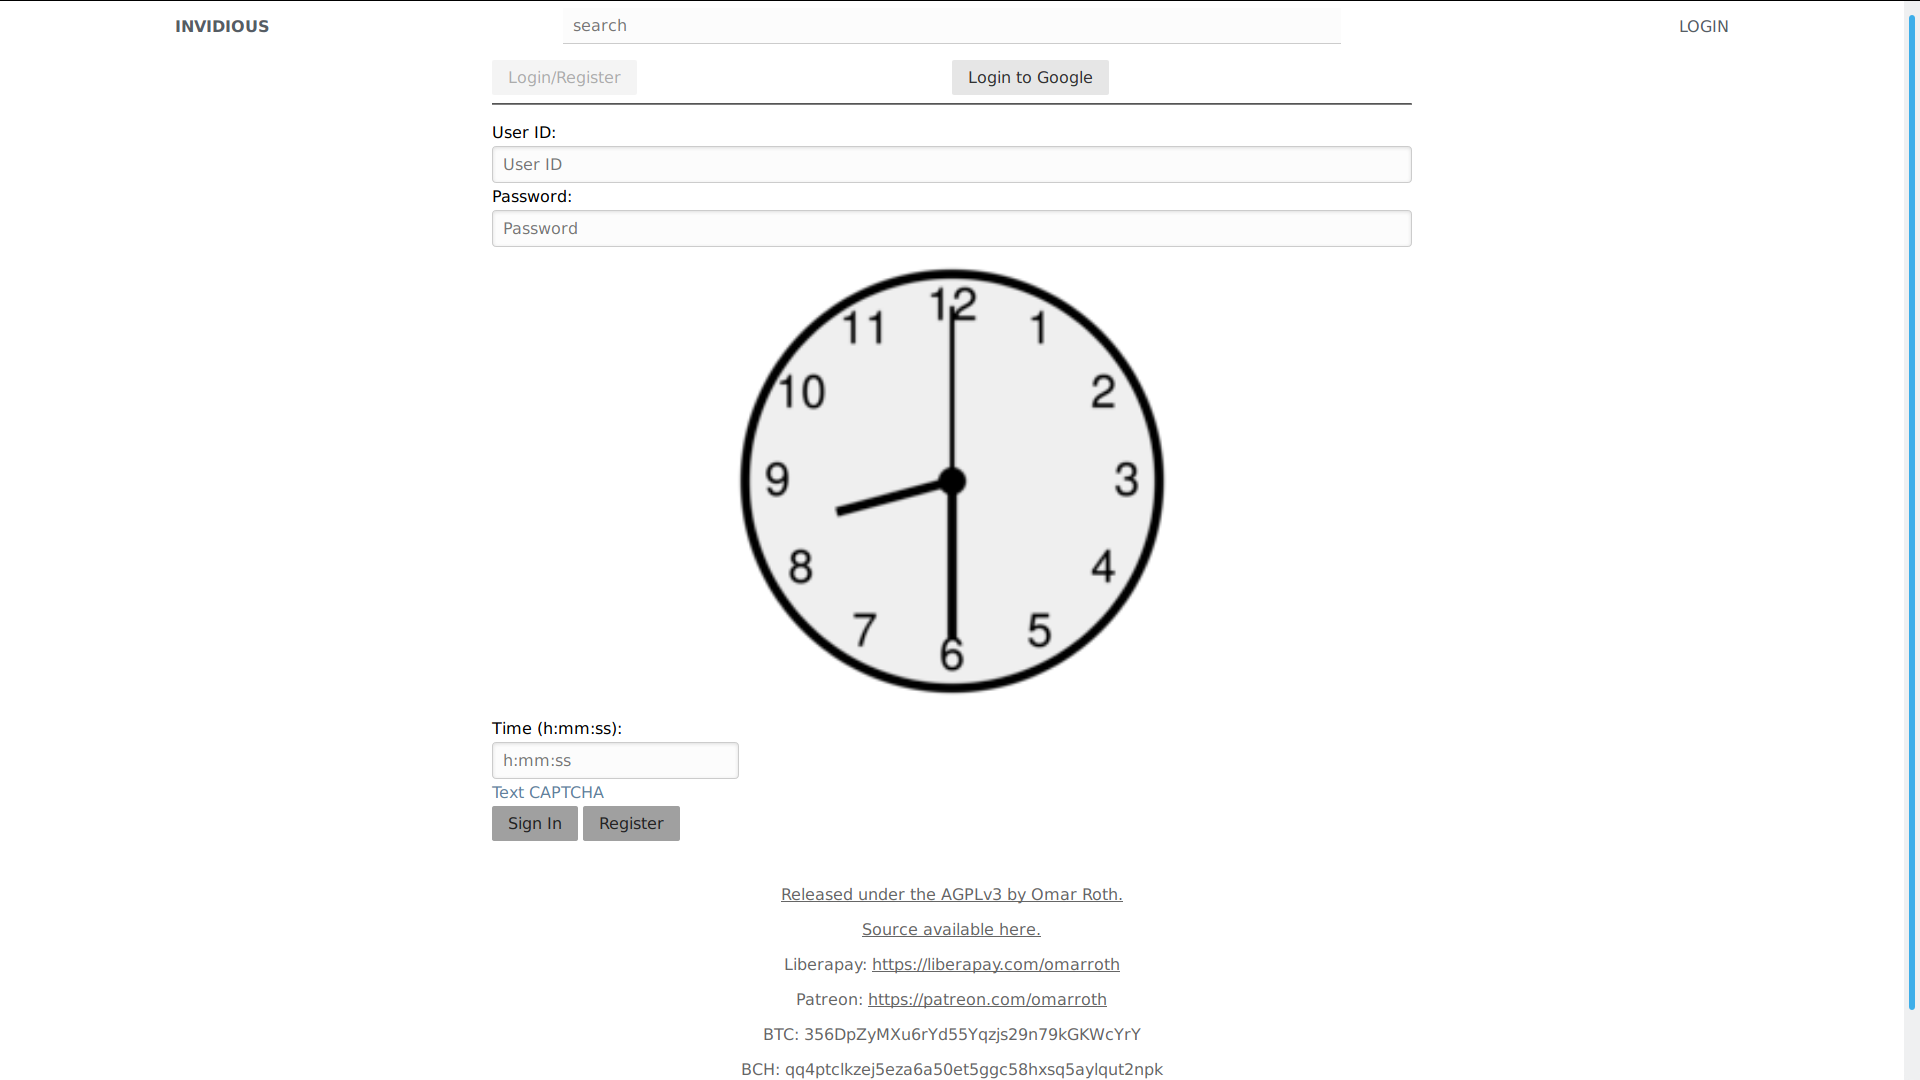 INVIDIOUS
search
LOGIN
Login/Register
Login to Google
User ID:
User ID
Password:
Password
12
11
1
10
2
9
3
8
4
7
5
6
Time (h:mm:ss):
h:mm:ss
Text CAPTCHA
Sign In
Register
Released under the AGPLv3 by Omar Roth.
Source available here.
Liberapay: https://liberapay.com/omarroth
Patreon: https://patreon.com/omarroth
BTC: 356DpZyMXu6rYd55Yqzjs29n79kGKWcYrY
BCH: qq4ptclkzej5eza6a50et5ggc58hxsq5aylqut2npk